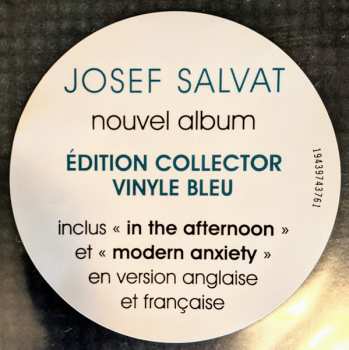 JOSEF SALVAT
nouvel album
ÉDITION COLLECTOR
VINYLE BLEU
inclus « in the afternoon »
et « modern anxiety »
en version anglaise
et française
19439743761